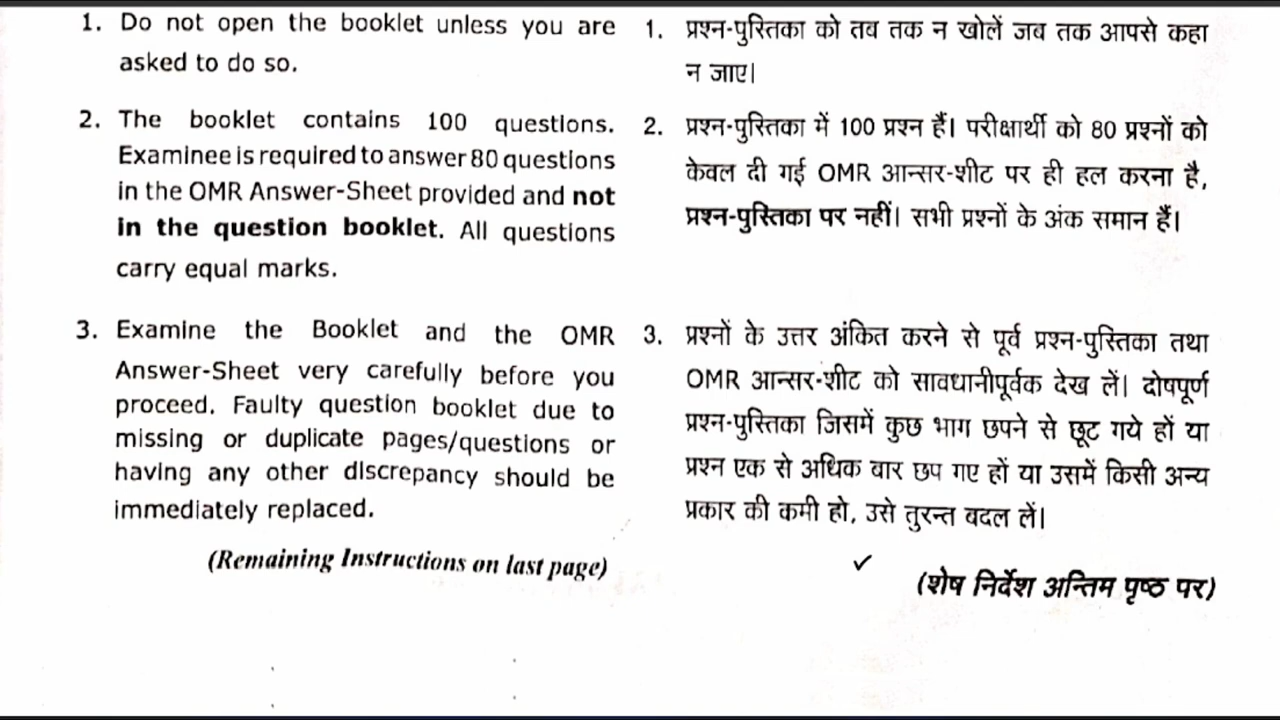 1. Do not open the booklet unless you are
asked to do so.
2. The booklet contains 100 questions.
Examinee is required to answer 80 questions
in the OMR Answer-Sheet provided and not
in the question booklet. All questions
carry equal marks.
3. Examine the Booklet and the OMR
Answer-Sheet very carefully before you
proceed. Faulty question booklet due to
missing or duplicate pages/questions or
having any other discrepancy should be
immediately replaced.
(Remaining Instructions on last page)
1. प्रश्न-पुस्तिका को तब तक न खोलें जब तक आपसे कहा
न जाए।
2. प्रश्न-पुस्तिका में 100 प्रश्न हैं। परीक्षार्थी को 80 प्रश्नों को
केवल दी गई OMR आन्सर-शीट पर ही हल करना है,
प्रश्न-पुस्तिका पर नहीं। सभी प्रश्नों के अंक समान हैं।
3. प्रश्नों के उत्तर अंकित करने से पूर्व प्रश्न-पुस्तिका तथा
OMR आन्सर-शीट को सावधानीपूर्वक देख लें। दोषपूर्ण
प्रश्न-पुस्तिका जिसमें कुछ भाग छपने से छूट गये हों या
प्रश्न एक से अधिक बार छप गए हों या उसमें किसी अन्य
प्रकार की कमी हो, उसे तुरन्त बदल लें।
(शेष निर्देश अन्तिम पृष्ठ पर)